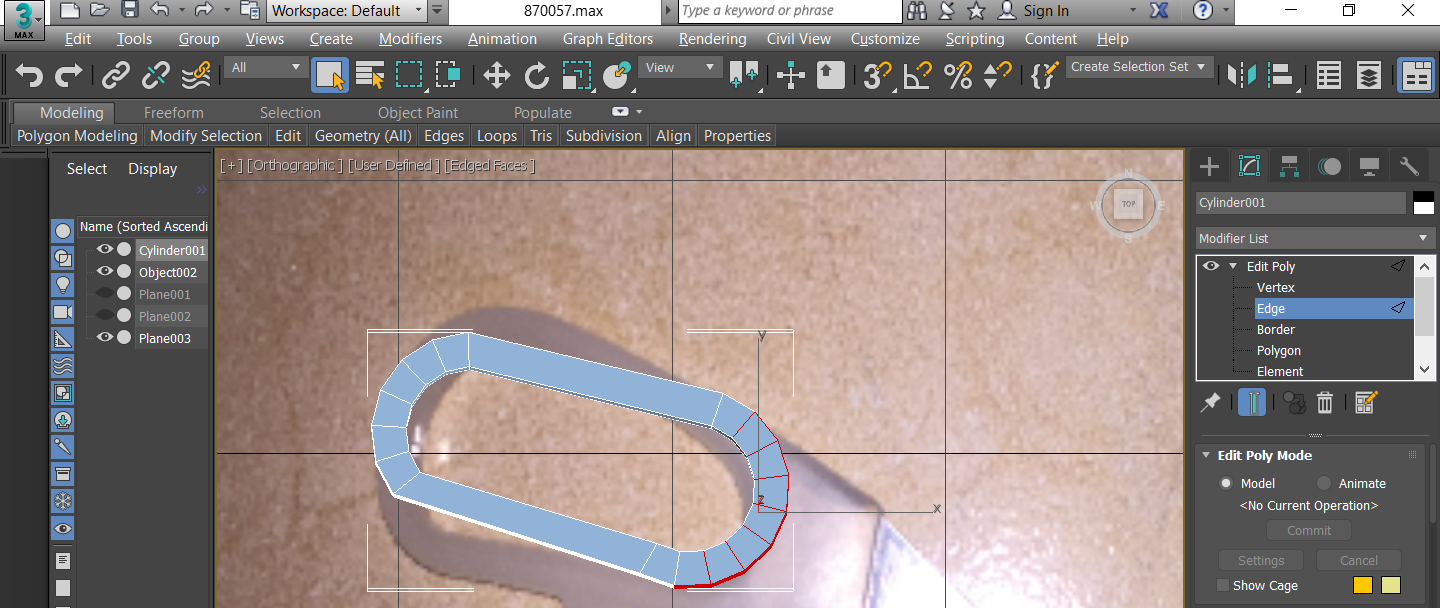 3 MAX Workspace: Default 870057.max Type a keyword or phrase Sign In
Edit Tools Group Views Create Modifiers Animation Graph Editors Rendering Civil View Customize Scripting Content Help
All View Create Selection Set
Modeling Freeform Selection Object Paint Populate
Polygon Modeling Modify Selection Edit Geometry (All) Edges Loops Tris Subdivision Align Properties
Select Display
Name (Sorted Ascendi
Cylinder001
Object002
Plane001
Plane002
Plane003
[+] [Orthographic ] [User Defined ] [Edged Faces ]
N
W TOP E
S
y
z
x
Cylinder001
Modifier List
Edit Poly
Vertex
Edge
Border
Polygon
Element
Edit Poly Mode
Model Animate
<No Current Operation>
Commit
Settings Cancel
Show Cage